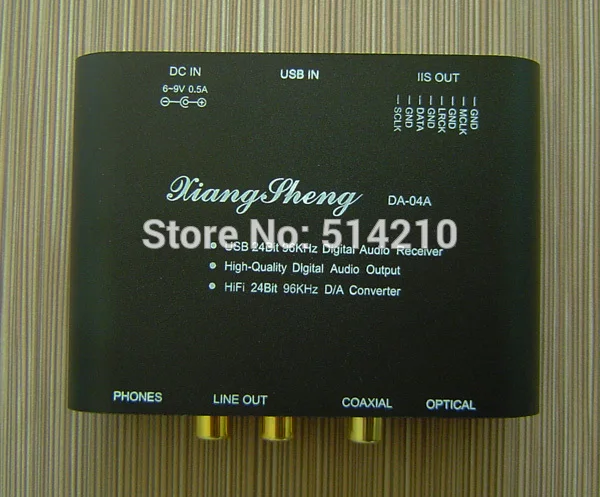 DC IN
USB IN
IIS OUT
6~9V 0.5A
GND
MCLK
GND
LRCK
GND
DATA
GND
SCLK
XiangSheng DA-04A
Store No: 514210
USB 24Bit 96KHz Digital Audio Receiver
High-Quality Digital Audio Output
HiFi 24Bit 96KHz D/A Converter
PHONES
LINE OUT
COAXIAL
OPTICAL